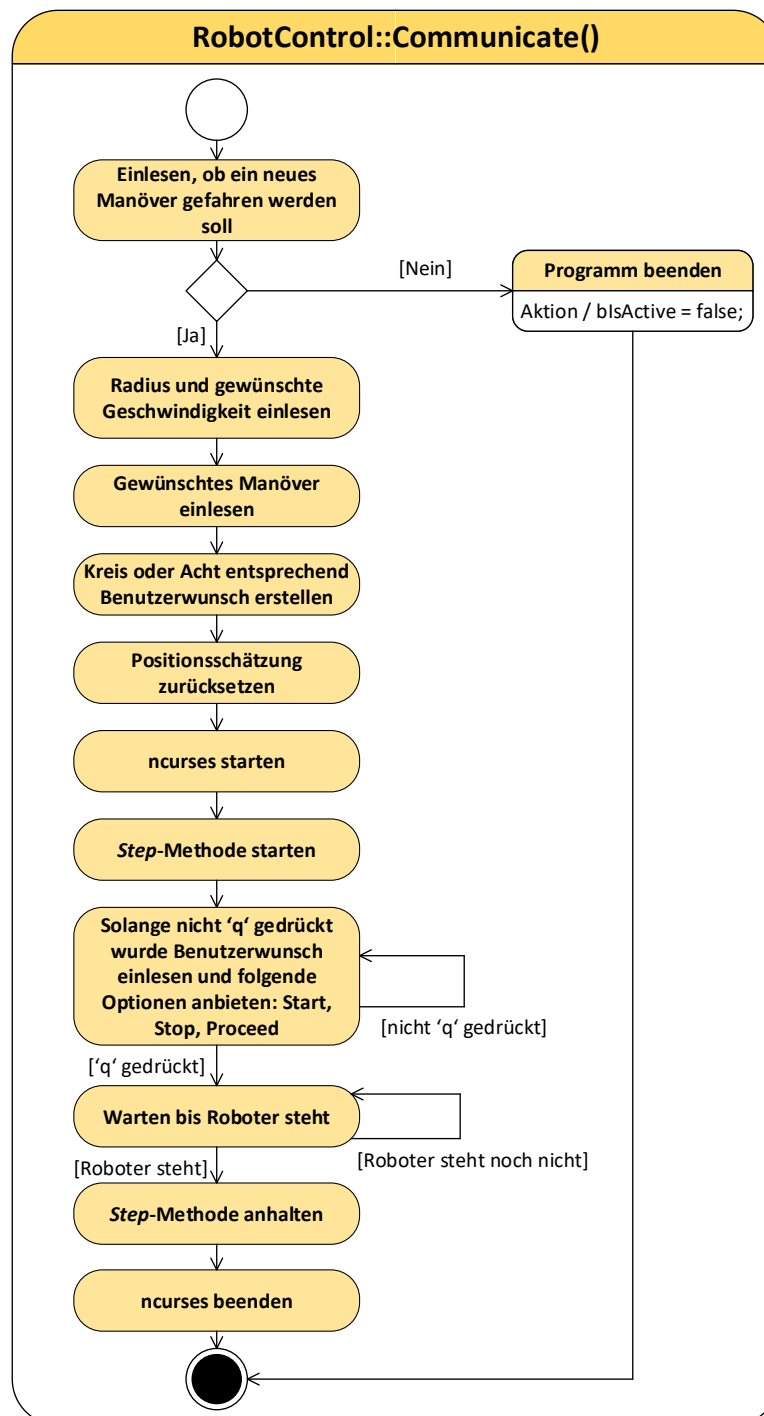 RobotControl::Communicate()
Einlesen, ob ein neues
Manöver gefahren werden
soll
[Nein]
Programm beenden
Aktion / bIsActive = false;
[Ja]
Radius und gewünschte
Geschwindigkeit einlesen
Gewünschtes Manöver
einlesen
Kreis oder Acht entsprechend
Benutzerwunsch erstellen
Positionsschätzung
zurücksetzen
ncurses starten
Step-Methode starten
Solange nicht ‘q‘ gedrückt
wurde Benutzerwunsch
einlesen und folgende
Optionen anbieten: Start,
Stop, Proceed
[nicht ‘q‘ gedrückt]
[‘q‘ gedrückt]
Warten bis Roboter steht
[Roboter steht noch nicht]
[Roboter steht]
Step-Methode anhalten
ncurses beenden